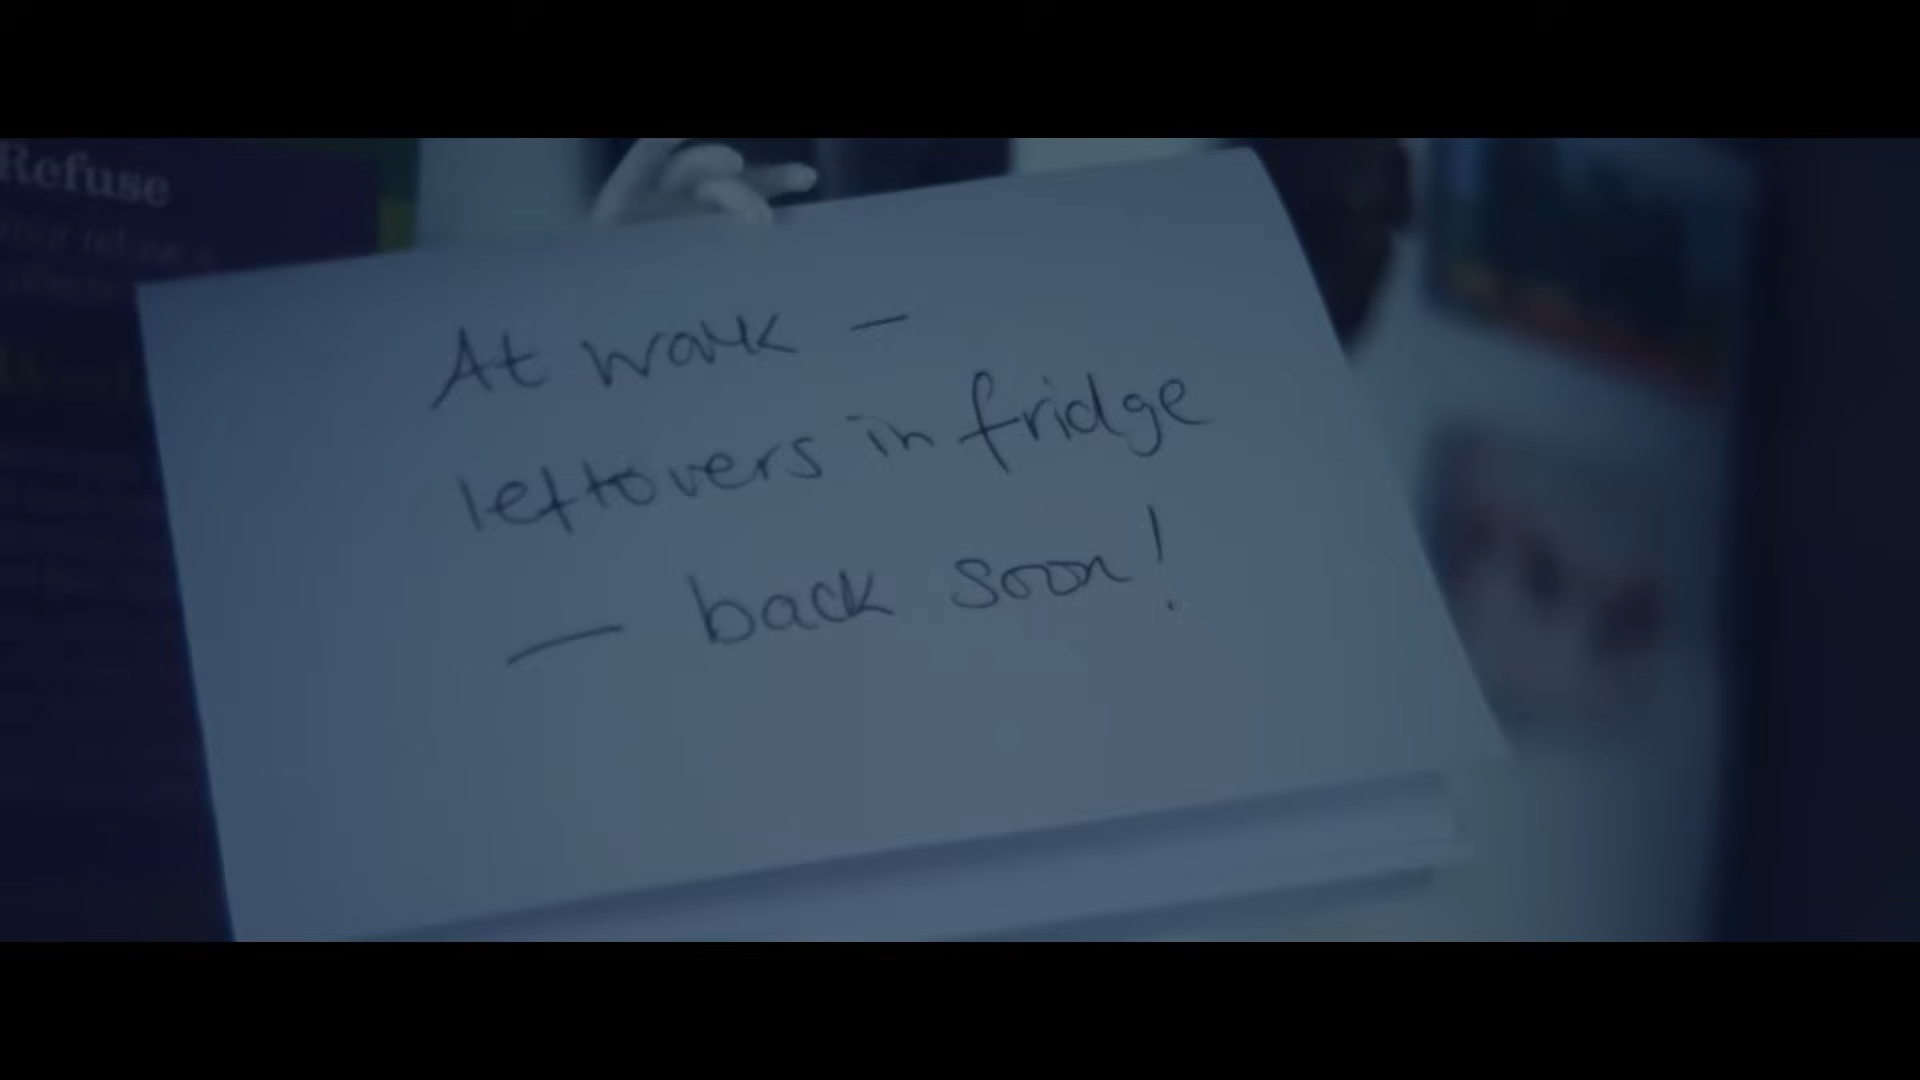 Refuse
At work –
leftovers in fridge
— back soon!